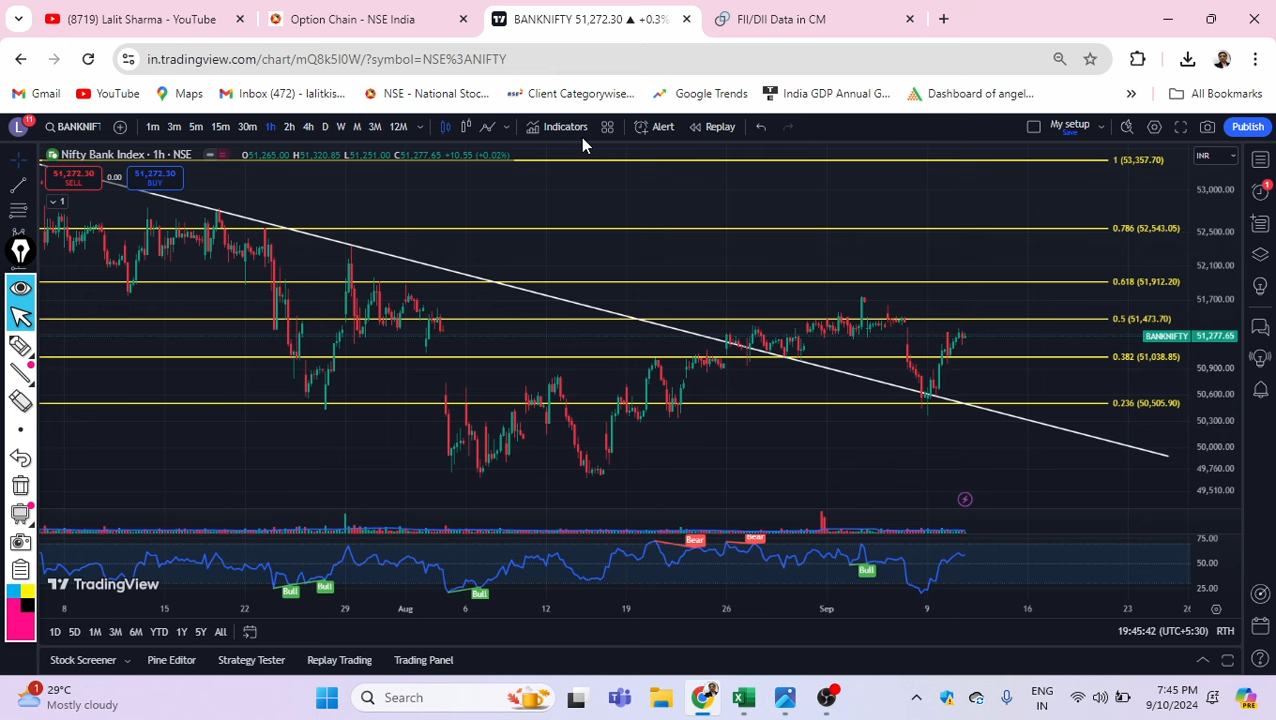 (8719) Lalit Sharma - YouTube
Option Chain - NSE India
BANKNIFTY 51,272.30 ▲ +0.3%
FII/DII Data in CM
in.tradingview.com/chart/mQ8k5I0W/?symbol=NSE%3ANIFTY
Gmail YouTube Maps Inbox (472) - lalitkis... NSE - National Stoc... Client Categorywise... Google Trends India GDP Annual G... Dashboard of angel... » All Bookmarks
L 11 BANKNIFT 1m 3m 5m 15m 30m 1h 2h 4h D W M 3M 12M Indicators Alert Replay My setup Save Publish
Nifty Bank Index · 1h · NSE O51,265.00 H51,320.85 L51,251.00 C51,277.65 +10.55 (+0.02%)
INR
51,272.30 SELL 0.00 51,272.30 BUY
1
1 (53,357.70)
0.786 (52,543.05)
0.618 (51,912.20)
0.5 (51,473.70)
0.382 (51,038.85)
0.236 (50,505.90)
53,000.00
52,500.00
52,100.00
51,700.00
BANKNIFTY 51,277.65
50,900.00
50,600.00
50,300.00
50,000.00
49,760.00
49,510.00
75.00
50.00
25.00
Bear
Bear
Bull
Bull
Bull
Bull
TradingView
8 15 22 29 Aug 6 12 19 26 Sep 9 16 23 26
1D 5D 1M 3M 6M YTD 1Y 5Y All
19:45:42 (UTC+5:30) RTH
Stock Screener Pine Editor Strategy Tester Replay Trading Trading Panel
1 29°C
Mostly cloudy
Search
ENG
IN
7:45 PM
9/10/2024
PRE